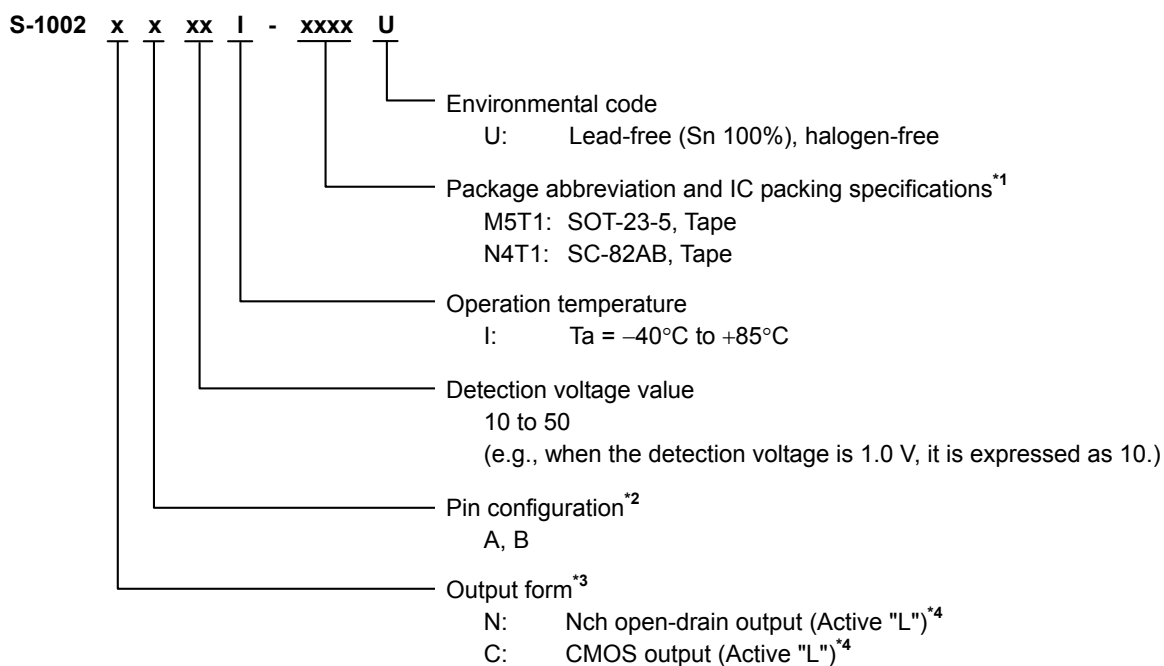 S-1002 x x xx I - xxxx U
Environmental code
U: Lead-free (Sn 100%), halogen-free
Package abbreviation and IC packing specifications*1
M5T1: SOT-23-5, Tape
N4T1: SC-82AB, Tape
Operation temperature
I: Ta = −40°C to +85°C
Detection voltage value
10 to 50
(e.g., when the detection voltage is 1.0 V, it is expressed as 10.)
Pin configuration*2
A, B
Output form*3
N: Nch open-drain output (Active "L")*4
C: CMOS output (Active "L")*4